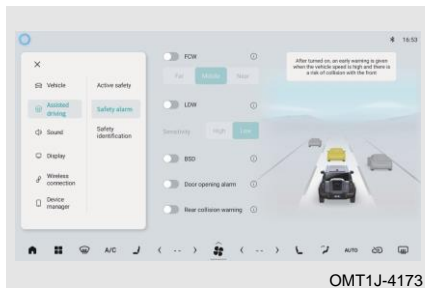 16:53
FCW
After turned on, an early warning is given
when the vehicle speed is high and there is
a risk of collision with the front
Far Middle Near
Vehicle
Active safety
Assisted
driving
Safety alarm
LDW
Sound
Safety
identification
Sensitivity High Low
Display
BSD
Wireless
connection
Door opening alarm
Device
manager
Rear collision warning
A/C
< -- >
< -- >
AUTO
OMT1J-4173